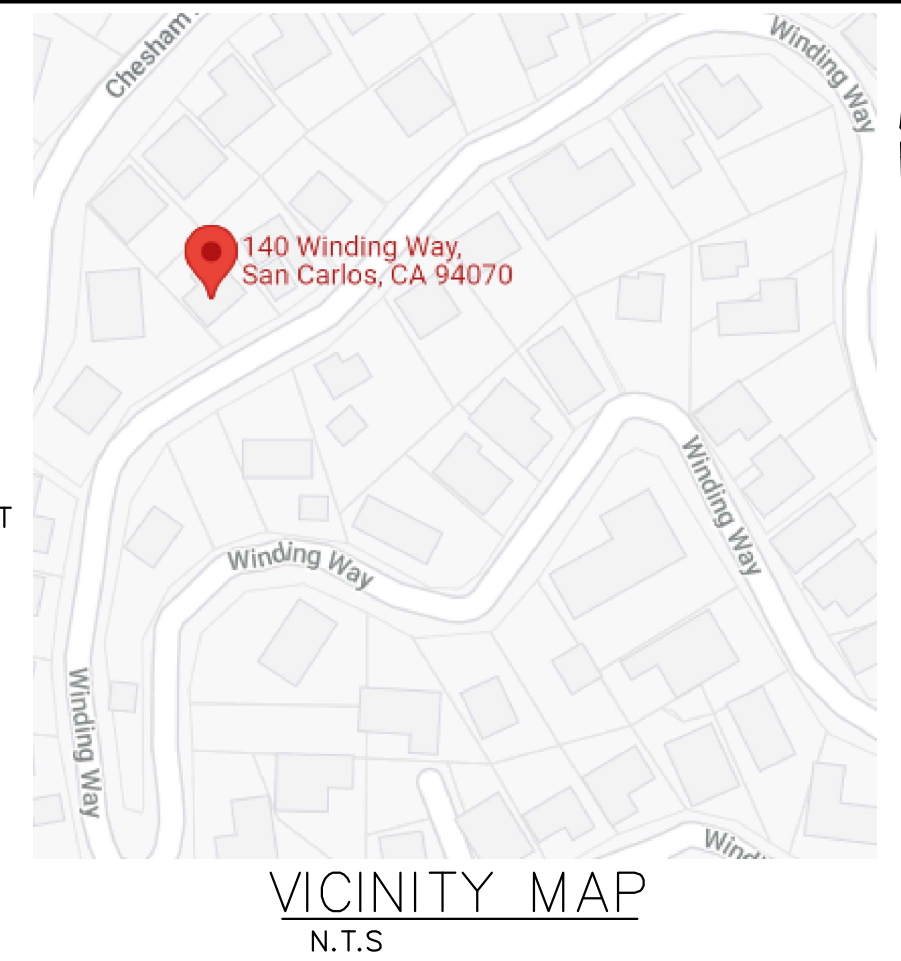 Chesham
Winding Way
140 Winding Way,
San Carlos, CA 94070
Winding Way
T
Winding Way
Winding Way
VICINITY MAP
N.T.S